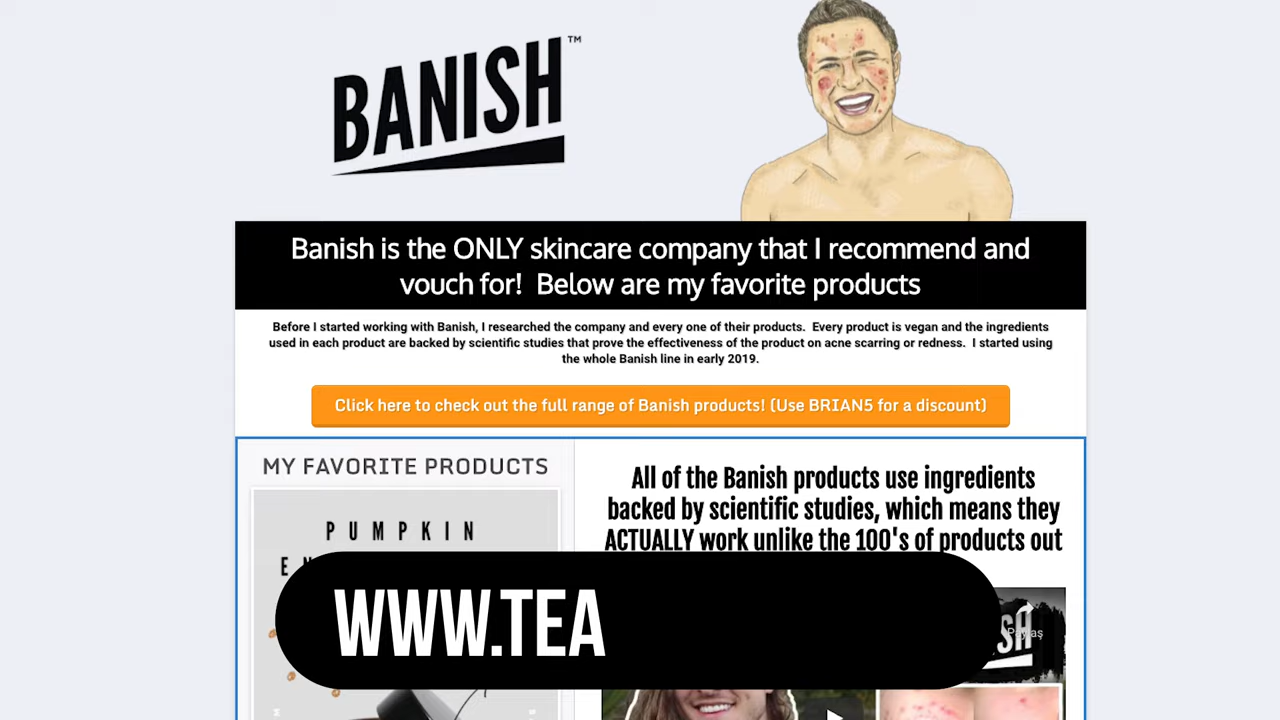 BANISH™
Banish is the ONLY skincare company that I recommend and
vouch for! Below are my favorite products
Before I started working with Banish, I researched the company and every one of their products. Every product is vegan and the ingredients
used in each product are backed by scientific studies that prove the effectiveness of the product on acne scarring or redness. I started using
the whole Banish line in early 2019.
Click here to check out the full range of Banish products! (Use BRIAN5 for a discount)
MY FAVORITE PRODUCTS
PUMPKIN
All of the Banish products use ingredients
backed by scientific studies, which means they
ACTUALLY work unlike the 100's of products out
WWW.TEA
Paylaş